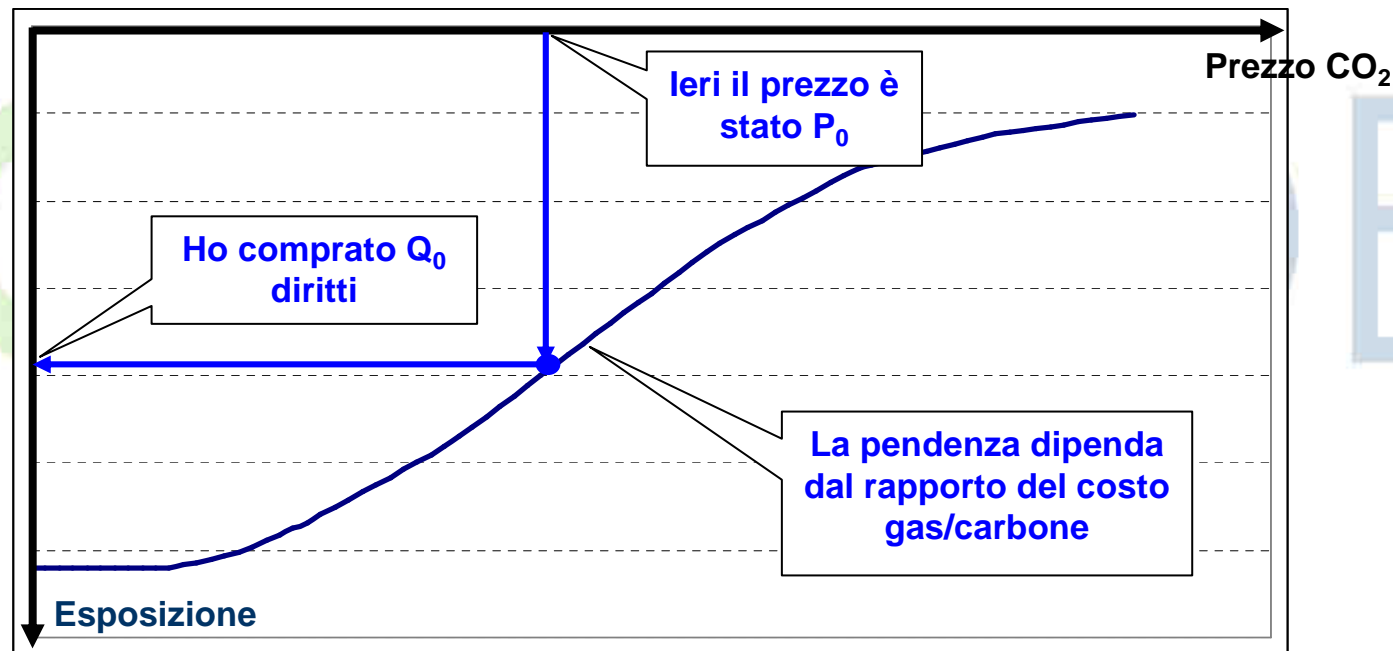 Prezzo CO₂
Ieri il prezzo è
stato P₀
Ho comprato Q₀
diritti
La pendenza dipenda
dal rapporto del costo
gas/carbone
Esposizione